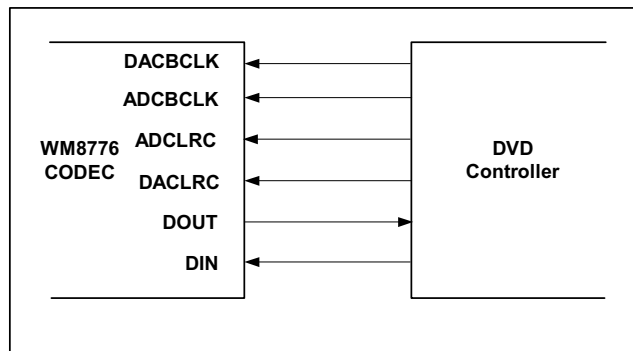 DACBCLK
ADCBCLK
ADCLRC
WM8776
CODEC
DACLRC
DOUT
DIN
DVD
Controller